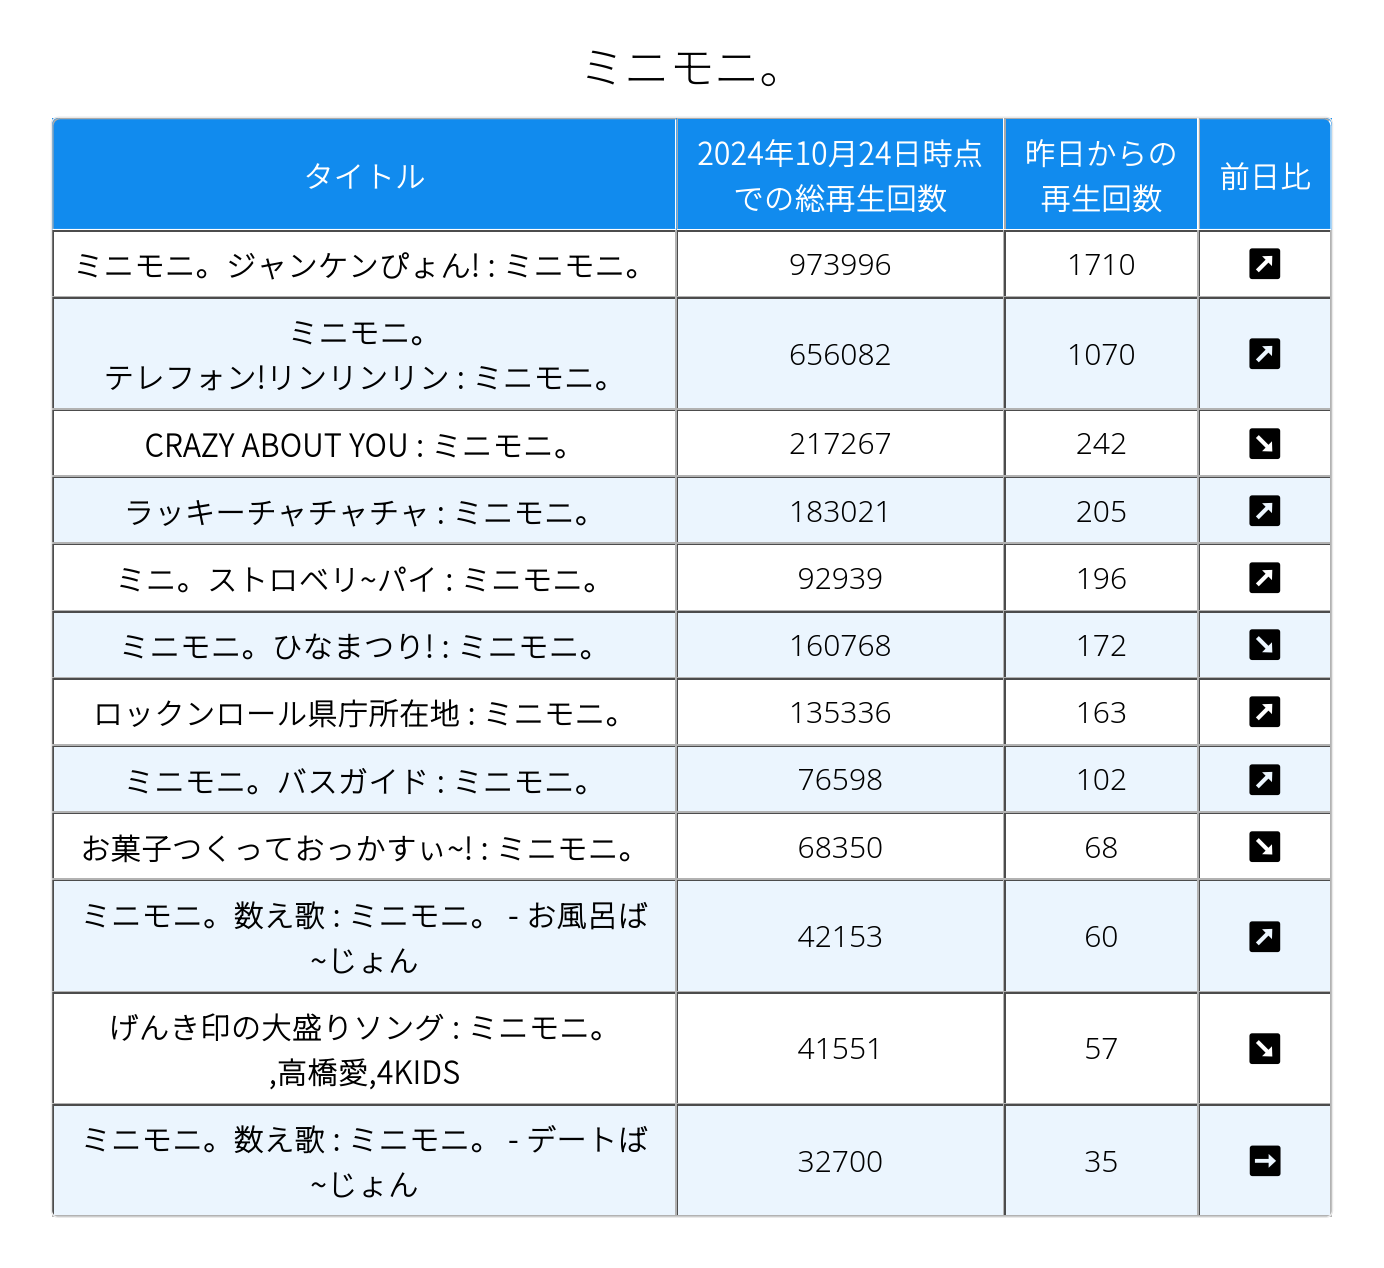 ミニモニ。
タイトル
2024年10月24日時点
での総再生回数
昨日からの
再生回数
前日比
ミニモニ。ジャンケンぴょん! : ミニモニ。
973996
1710
ミニモニ。
テレフォン!リンリンリン : ミニモニ。
656082
1070
CRAZY ABOUT YOU : ミニモニ。
217267
242
ラッキーチャチャチャ : ミニモニ。
183021
205
ミニ。ストロベリ~パイ : ミニモニ。
92939
196
ミニモニ。ひなまつり! : ミニモニ。
160768
172
ロックンロール県庁所在地 : ミニモニ。
135336
163
ミニモニ。バスガイド : ミニモニ。
76598
102
お菓子つくっておっかすぃ~! : ミニモニ。
68350
68
ミニモニ。数え歌 : ミニモニ。 - お風呂ば
~じょん
42153
60
げんき印の大盛りソング : ミニモニ。
,高橋愛,4KIDS
41551
57
ミニモニ。数え歌 : ミニモニ。 - デートば
~じょん
32700
35